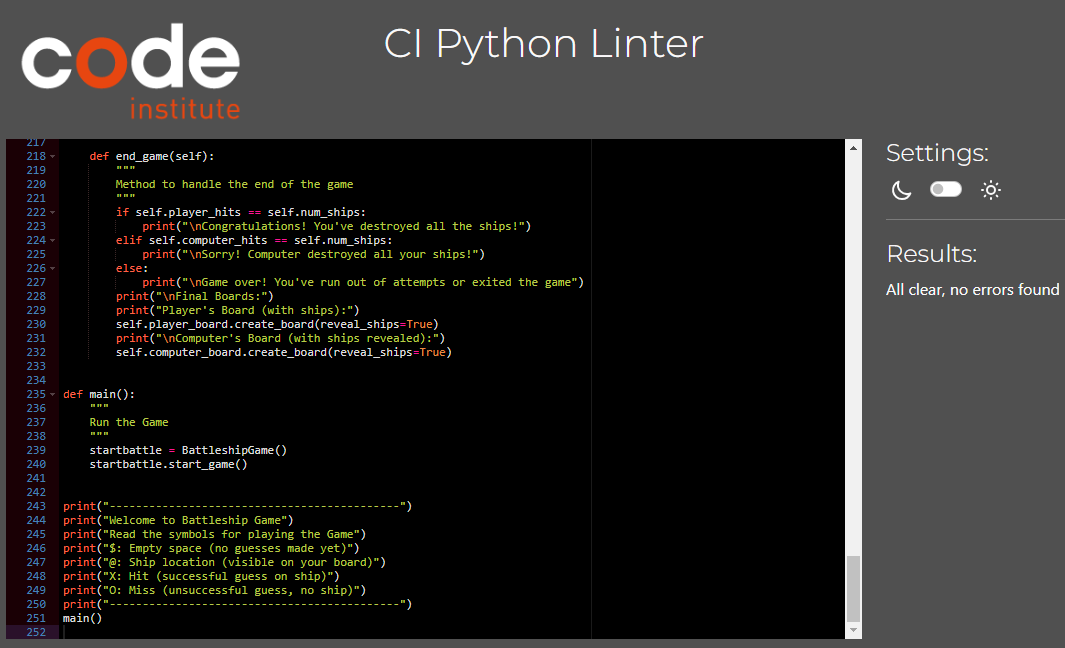 code
institute
CI Python Linter
217
218 def end_game(self):
219 """
220 Method to handle the end of the game
221 """
222 if self.player_hits == self.num_ships:
223 print("\nCongratulations! You've destroyed all the ships!")
224 elif self.computer_hits == self.num_ships:
225 print("\nSorry! Computer destroyed all your ships!")
226 else:
227 print("\nGame over! You've run out of attempts or exited the game")
228 print("\nFinal Boards:")
229 print("Player's Board (with ships):")
230 self.player_board.create_board(reveal_ships=True)
231 print("\nComputer's Board (with ships revealed):")
232 self.computer_board.create_board(reveal_ships=True)
233
234
235 def main():
236 """
237 Run the Game
238 """
239 startbattle = BattleshipGame()
240 startbattle.start_game()
241
242
243 print("--------------------------------------------")
244 print("Welcome to Battleship Game")
245 print("Read the symbols for playing the Game")
246 print("$: Empty space (no guesses made yet)")
247 print("@: Ship location (visible on your board)")
248 print("X: Hit (successful guess on ship)")
249 print("O: Miss (unsuccessful guess, no ship)")
250 print("--------------------------------------------")
251 main()
252
Settings:
Results:
All clear, no errors found